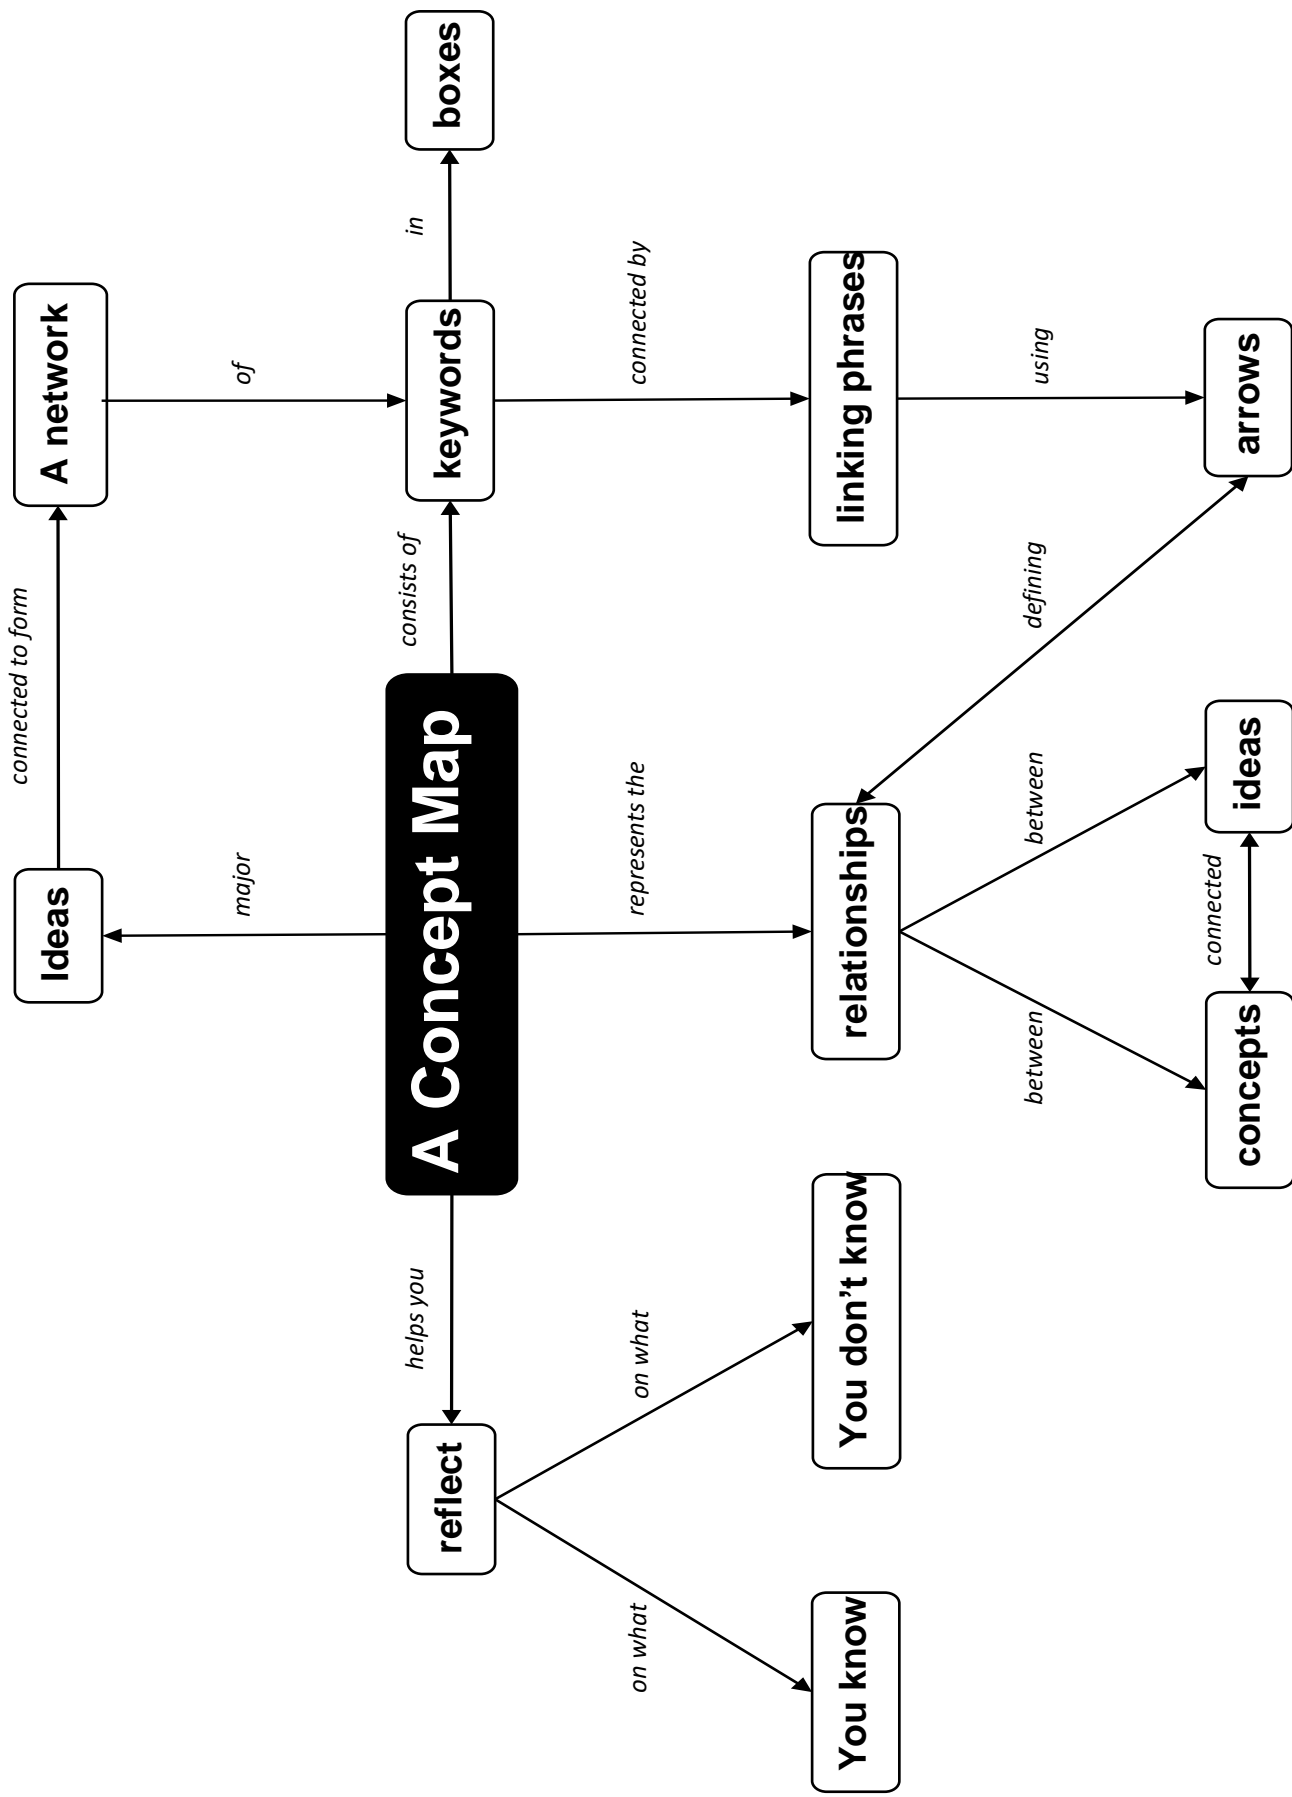 Ideas
connected to form
A network
major
of
reflect
helps you
A Concept Map
consists of
keywords
in
boxes
on what
on what
represents the
connected by
You know
You don't know
relationships
linking phrases
between
between
defining
using
concepts
connected
ideas
arrows